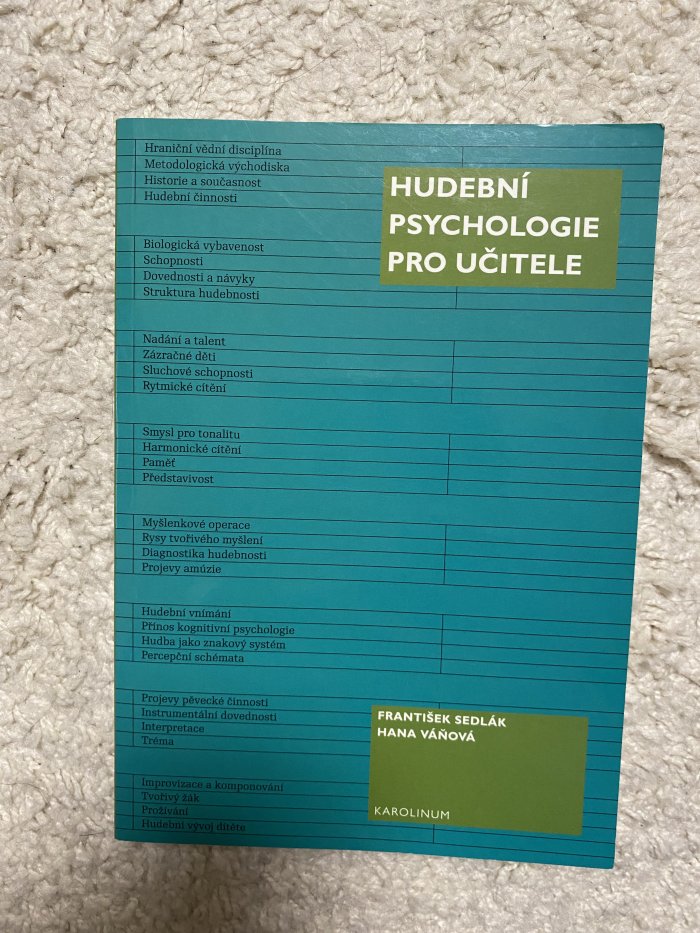 Hraniční vědní disciplína
Metodologická východiska
Historie a současnost
Hudební činnosti
HUDEBNÍ
PSYCHOLOGIE
PRO UČITELE
Biologická vybavenost
Schopnosti
Dovednosti a návyky
Struktura hudebnosti
Nadání a talent
Zázračné děti
Sluchové schopnosti
Rytmické cítění
Smysl pro tonalitu
Harmonické cítění
Paměť
Představivost
Myšlenkové operace
Rysy tvořivého myšlení
Diagnostika hudebnosti
Projevy amúzie
Hudební vnímání
Přínos kognitivní psychologie
Hudba jako znakový systém
Percepční schémata
Projevy pěvecké činnosti
Instrumentální dovednosti
Interpretace
Tréma
FRANTIŠEK SEDLÁK
HANA VÁŇOVÁ
Improvizace a komponování
Tvořivý žák
Prožívání
Hudební vývoj dítěte
KAROLINUM